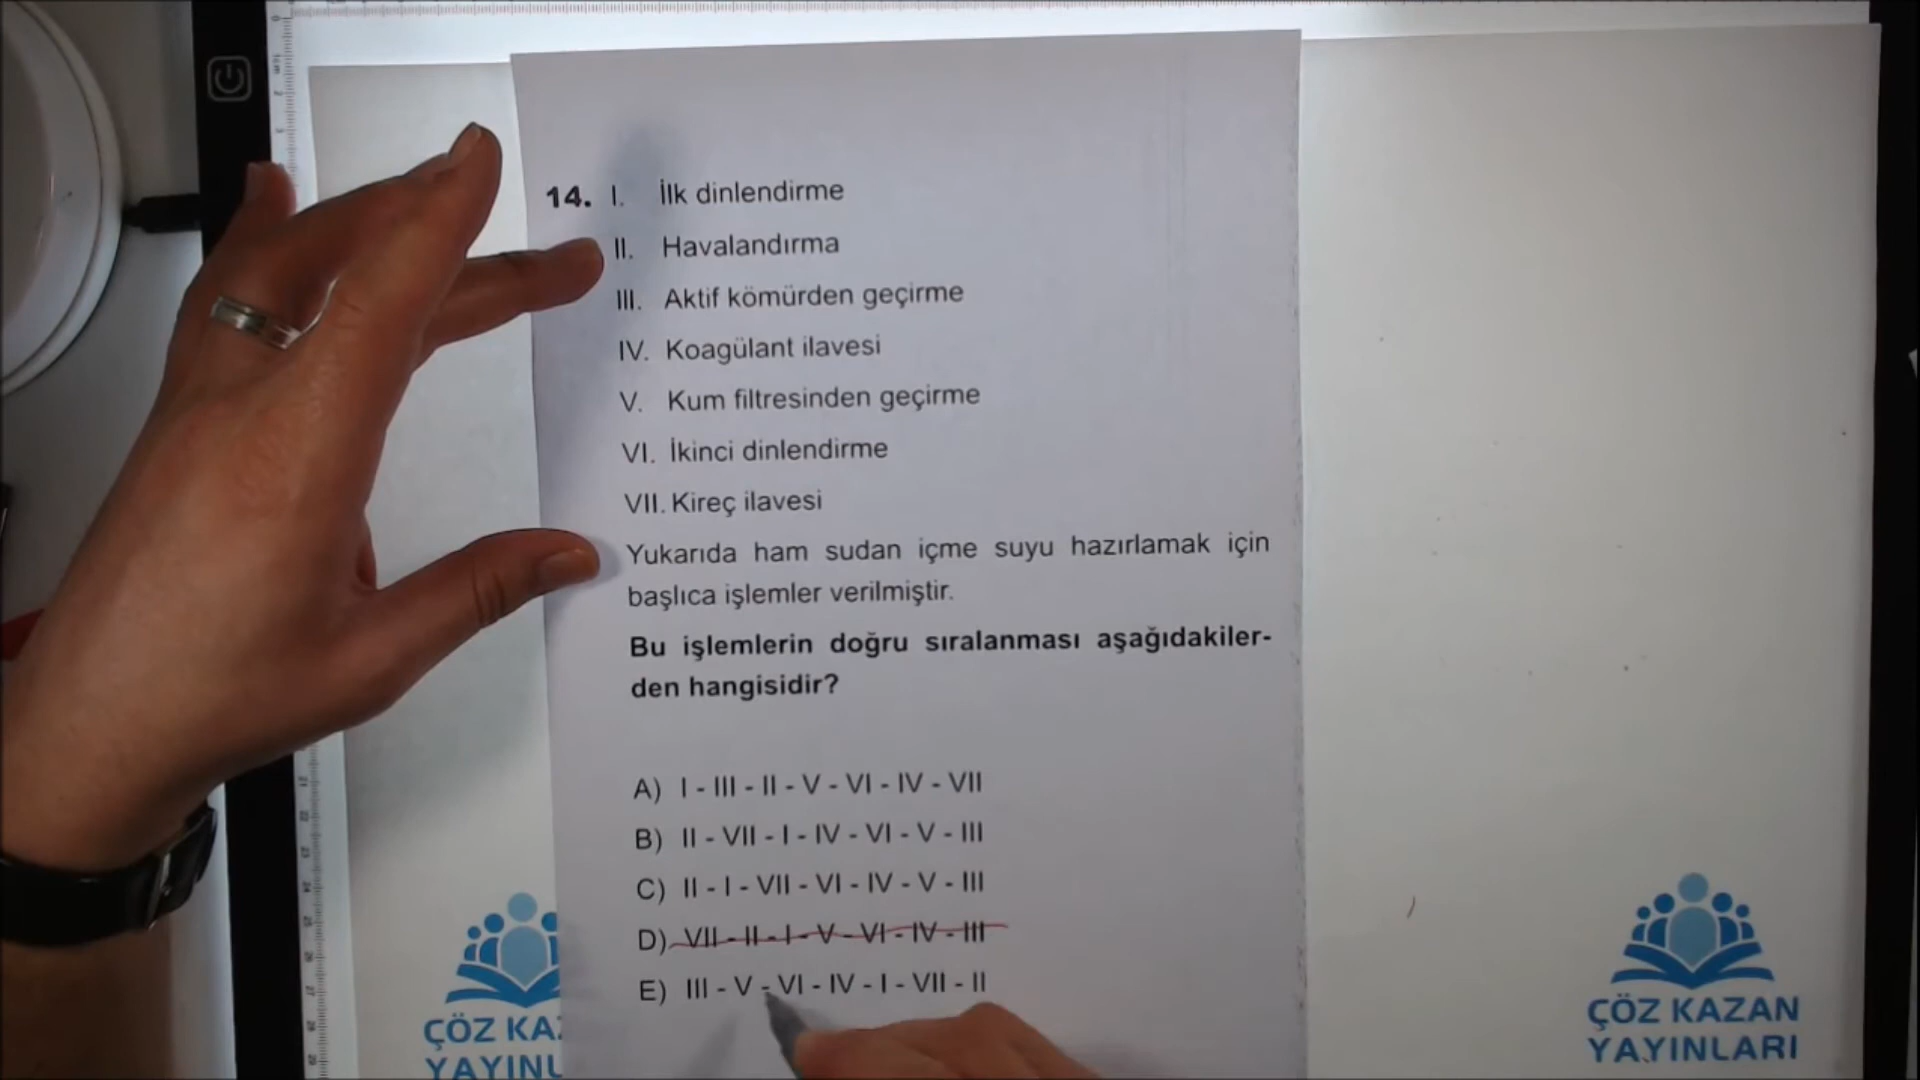 14. I. İlk dinlendirme
II. Havalandırma
III. Aktif kömürden geçirme
IV. Koagülant ilavesi
V. Kum filtresinden geçirme
VI. İkinci dinlendirme
VII. Kireç ilavesi
Yukarıda ham sudan içme suyu hazırlamak için
başlıca işlemler verilmiştir.
Bu işlemlerin doğru sıralanması aşağıdakiler-
den hangisidir?
A) I - III - II - V - VI - IV - VII
B) II - VII - I - IV - VI - V - III
C) II - I - VII - VI - IV - V - III
D) VII - II - I - V - VI - IV - III
E) III - V - VI - IV - I - VII - II
ÇÖZ KA
YAYINL
ÇÖZ KAZAN
YAYINLARI